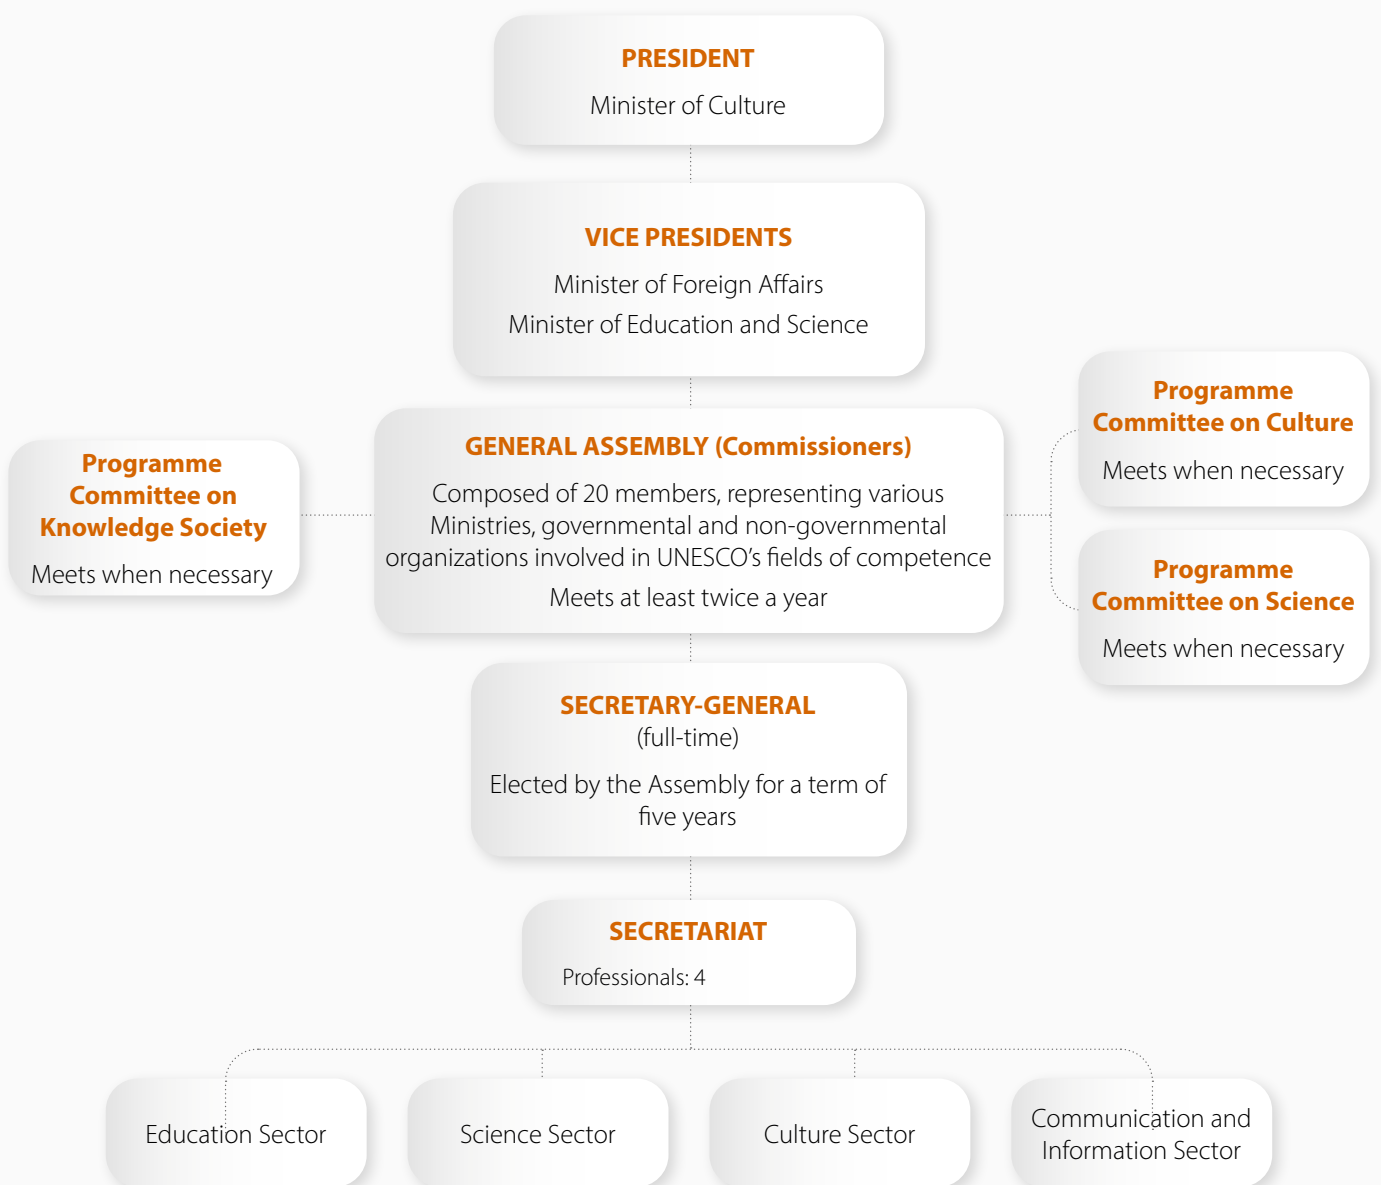 PRESIDENT
Minister of Culture
VICE PRESIDENTS
Minister of Foreign Affairs
Minister of Education and Science
GENERAL ASSEMBLY (Commissioners)
Composed of 20 members, representing various
Ministries, governmental and non-governmental
organizations involved in UNESCO’s fields of competence
Meets at least twice a year
Programme
Committee on
Knowledge Society
Meets when necessary
Programme
Committee on Culture
Meets when necessary
Programme
Committee on Science
Meets when necessary
SECRETARY-GENERAL
(full-time)
Elected by the Assembly for a term of
five years
SECRETARIAT
Professionals: 4
Education Sector
Science Sector
Culture Sector
Communication and
Information Sector